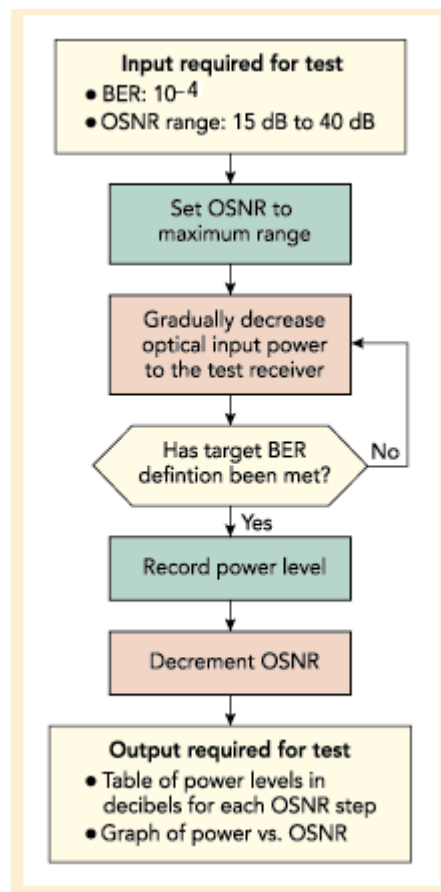 Input required for test
● BER: 10⁻⁴
● OSNR range: 15 dB to 40 dB
Set OSNR to
maximum range
Gradually decrease
optical input power
to the test receiver
Has target BER
defintion been met?
No
Yes
Record power level
Decrement OSNR
Output required for test
● Table of power levels in
decibels for each OSNR step
● Graph of power vs. OSNR